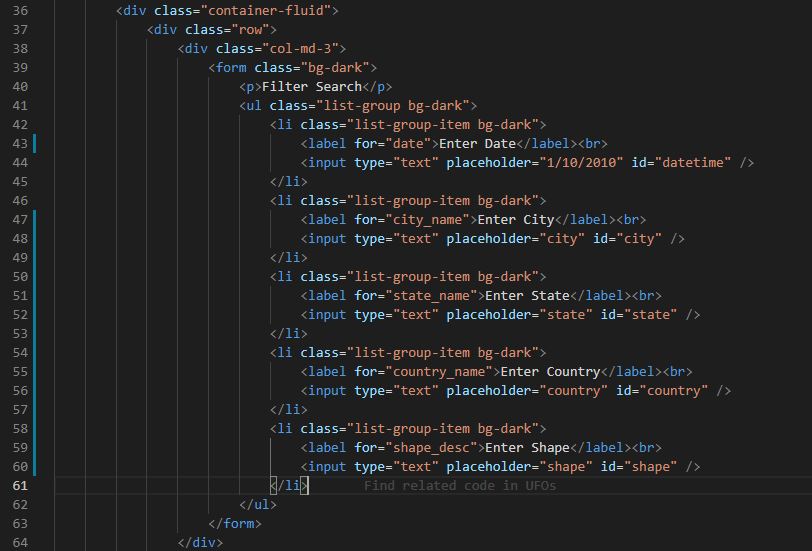 36 <div class="container-fluid">
37 <div class="row">
38 <div class="col-md-3">
39 <form class="bg-dark">
40 <p>Filter Search</p>
41 <ul class="list-group bg-dark">
42 <li class="list-group-item bg-dark">
43 <label for="date">Enter Date</label><br>
44 <input type="text" placeholder="1/10/2010" id="datetime" />
45 </li>
46 <li class="list-group-item bg-dark">
47 <label for="city_name">Enter City</label><br>
48 <input type="text" placeholder="city" id="city" />
49 </li>
50 <li class="list-group-item bg-dark">
51 <label for="state_name">Enter State</label><br>
52 <input type="text" placeholder="state" id="state" />
53 </li>
54 <li class="list-group-item bg-dark">
55 <label for="country_name">Enter Country</label><br>
56 <input type="text" placeholder="country" id="country" />
57 </li>
58 <li class="list-group-item bg-dark">
59 <label for="shape_desc">Enter Shape</label><br>
60 <input type="text" placeholder="shape" id="shape" />
61 </li> Find related code in UFOs
62 </ul>
63 </form>
64 </div>